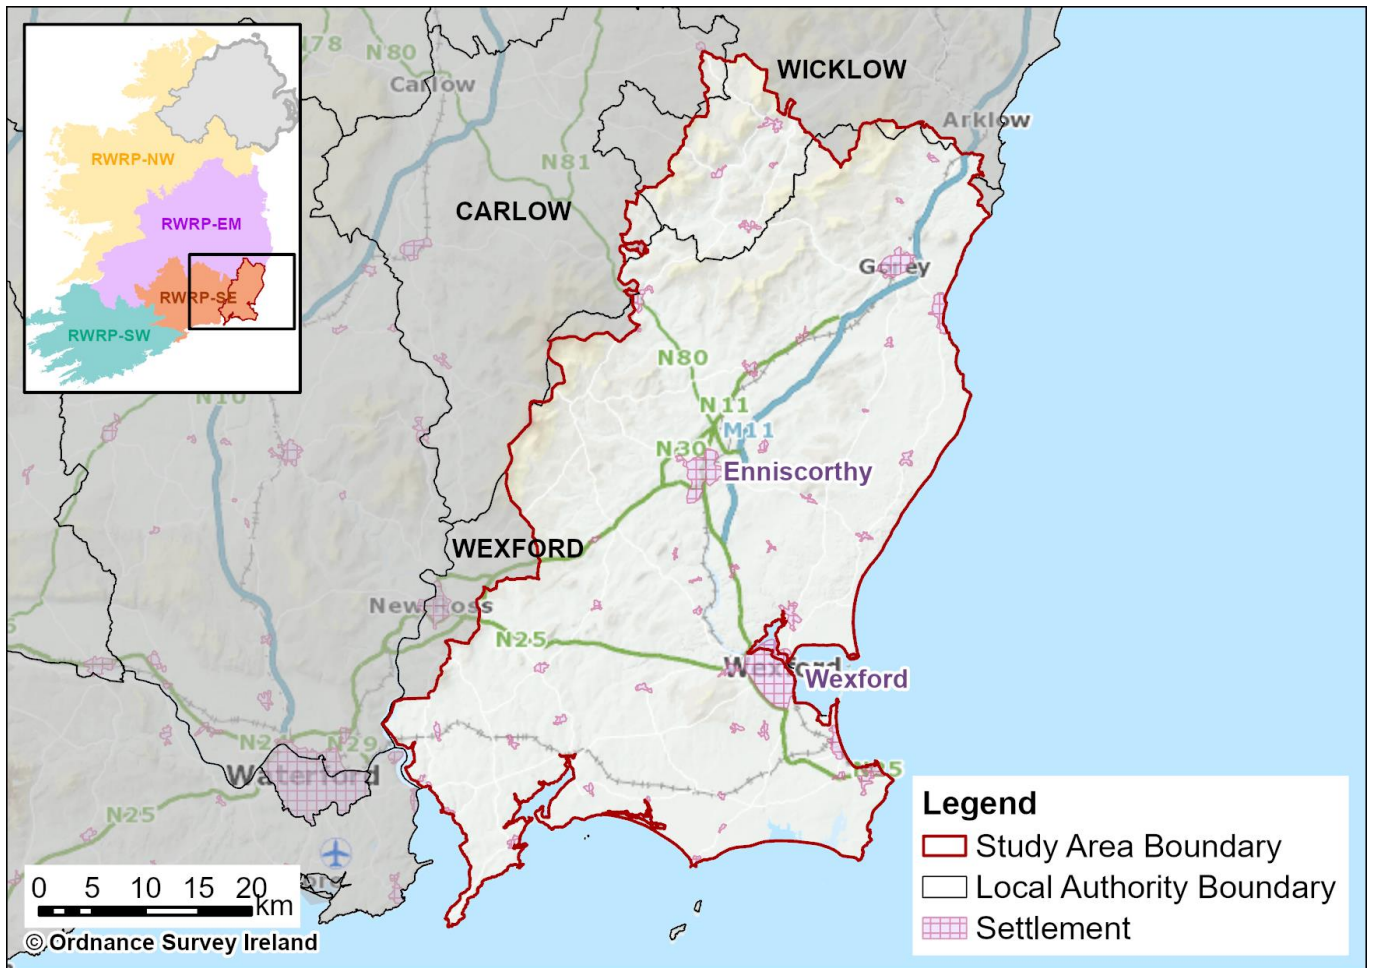 N78
N80
Carlow
WICKLOW
Arklow
RWRP-NW
N81
CARLOW
RWRP-EM
Gorey
RWRP-SE
RWRP-SW
N80
N10
N11
M11
N30
Enniscorthy
WEXFORD
New Ross
N25
Wexford
Wexford
N29
Waterford
N25
N25
Legend
Study Area Boundary
Local Authority Boundary
Settlement
0 5 10 15 20
km
© Ordnance Survey Ireland